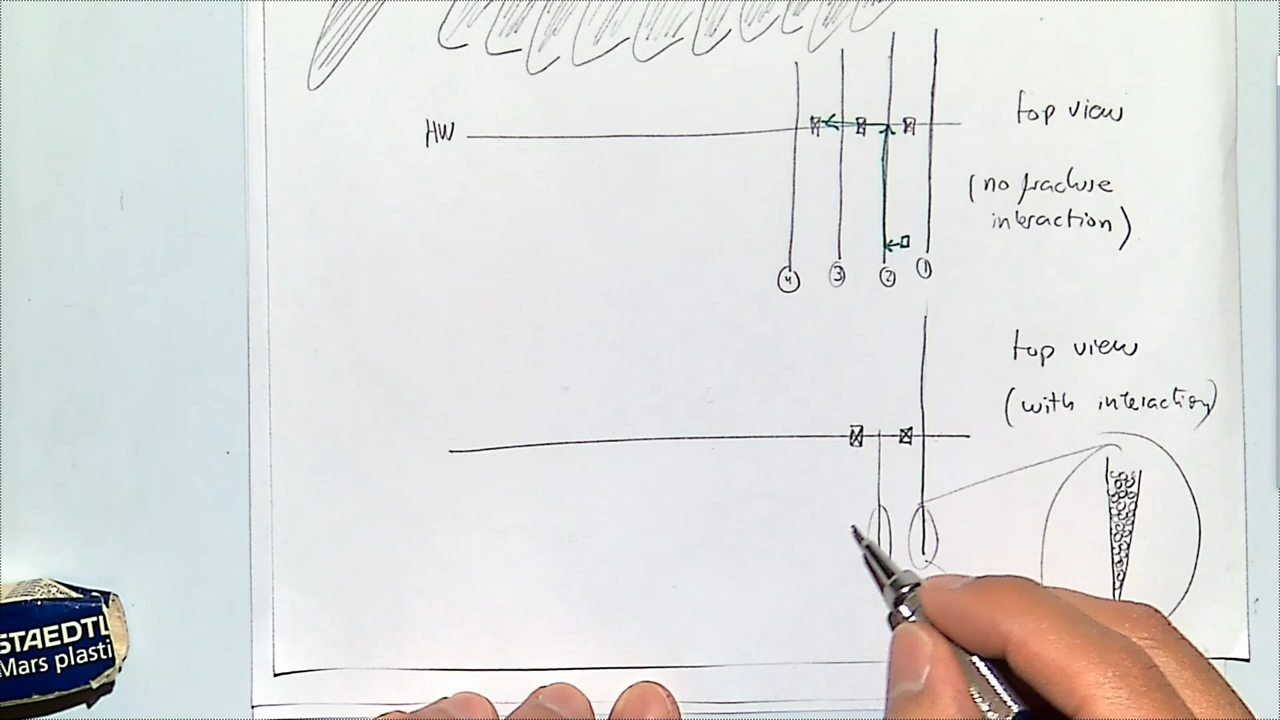 HW
top view
(no fracture
interaction)
4 3 2 1
top view
(with interaction)
STAEDTL
Mars plasti